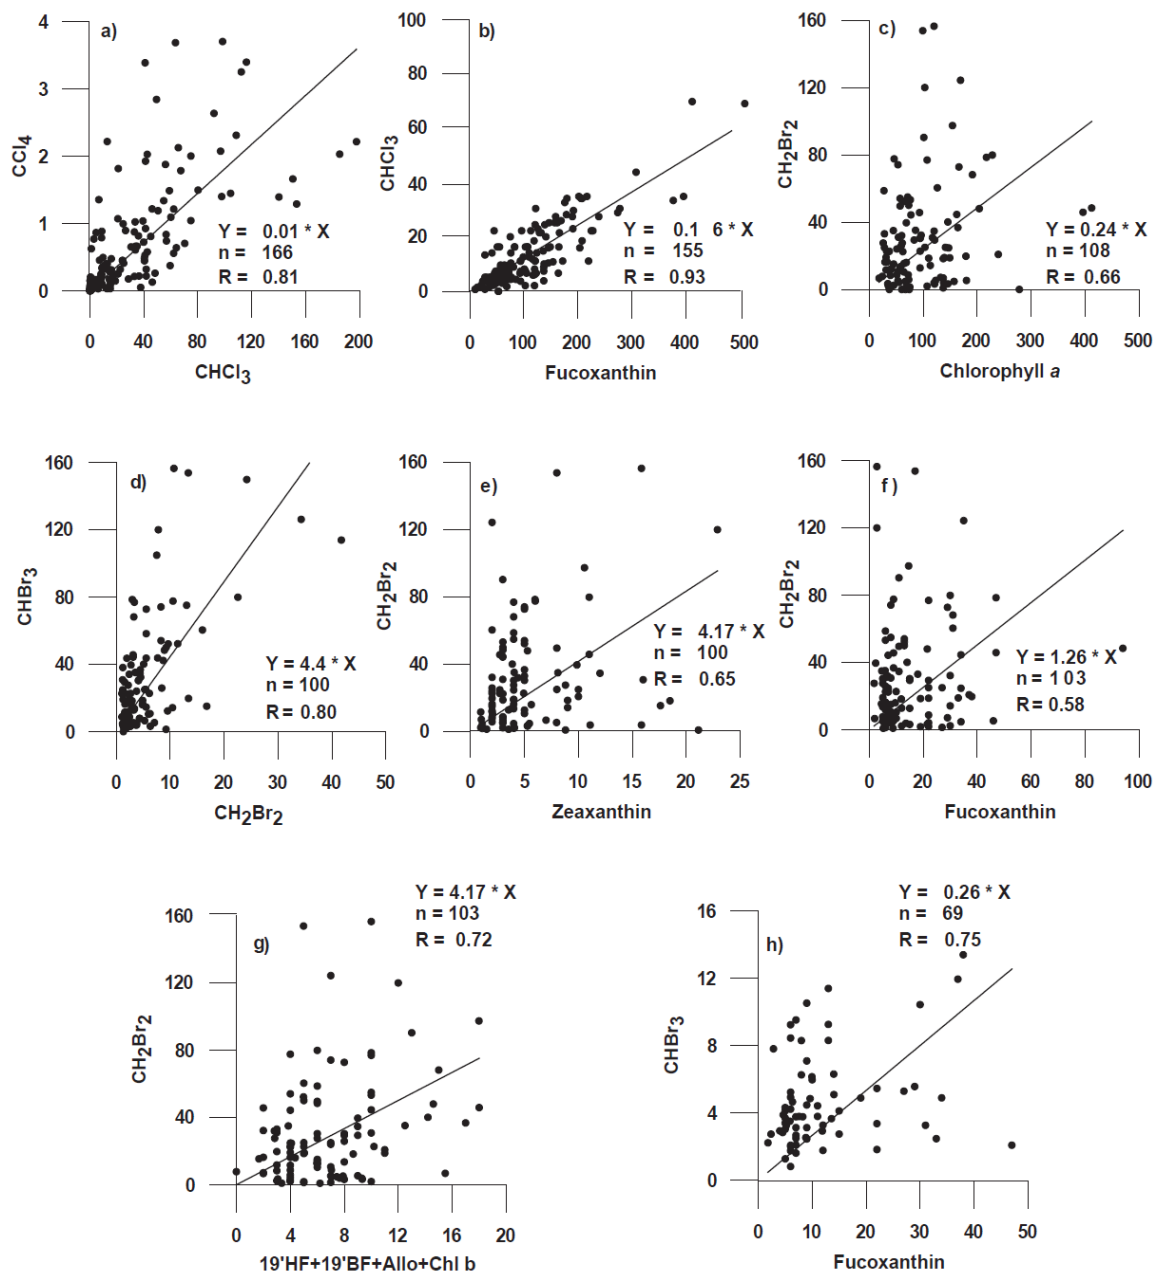 a)
4
3
2
1
0
CCl4
Y = 0.01 * X
n = 166
R = 0.81
0 40 80 120 160 200
CHCl3
b)
100
80
60
40
20
0
CHCl3
Y = 0.1 6 * X
n = 155
R = 0.93
0 100 200 300 400 500
Fucoxanthin
c)
160
120
80
40
0
CH2Br2
Y = 0.24 * X
n = 108
R = 0.66
0 100 200 300 400 500
Chlorophyll a
d)
160
120
80
40
0
CHBr3
Y = 4.4 * X
n = 100
R = 0.80
0 10 20 30 40 50
CH2Br2
e)
160
120
80
40
0
CH2Br2
Y = 4.17 * X
n = 100
R = 0.65
0 5 10 15 20 25
Zeaxanthin
f)
160
120
80
40
0
CH2Br2
Y = 1.26 * X
n = 103
R = 0.58
0 20 40 60 80 100
Fucoxanthin
Y = 4.17 * X
n = 103
R = 0.72
g)
160
120
80
40
0
CH2Br2
0 4 8 12 16 20
19'HF+19'BF+Allo+Chl b
Y = 0.26 * X
n = 69
R = 0.75
h)
16
12
8
4
0
CHBr3
0 10 20 30 40 50
Fucoxanthin